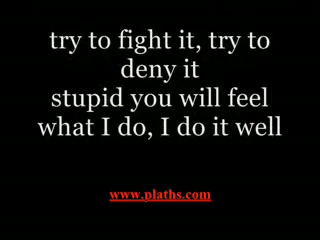 try to fight it, try to
deny it
stupid you will feel
what I do, I do it well
www.plaths.com